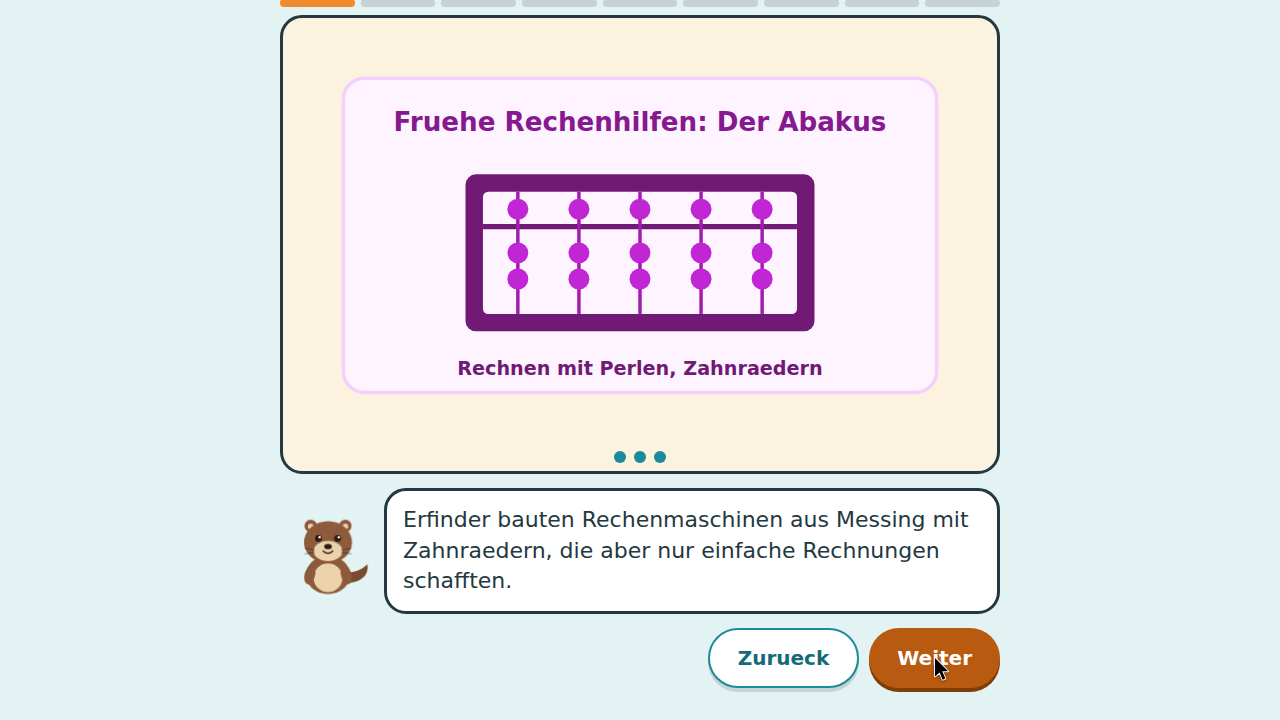 Fruehe Rechenhilfen: Der Abakus
Rechnen mit Perlen, Zahnraedern
Erfinder bauten Rechenmaschinen aus Messing mit
Zahnraedern, die aber nur einfache Rechnungen
schafften.
Zurueck
Weiter